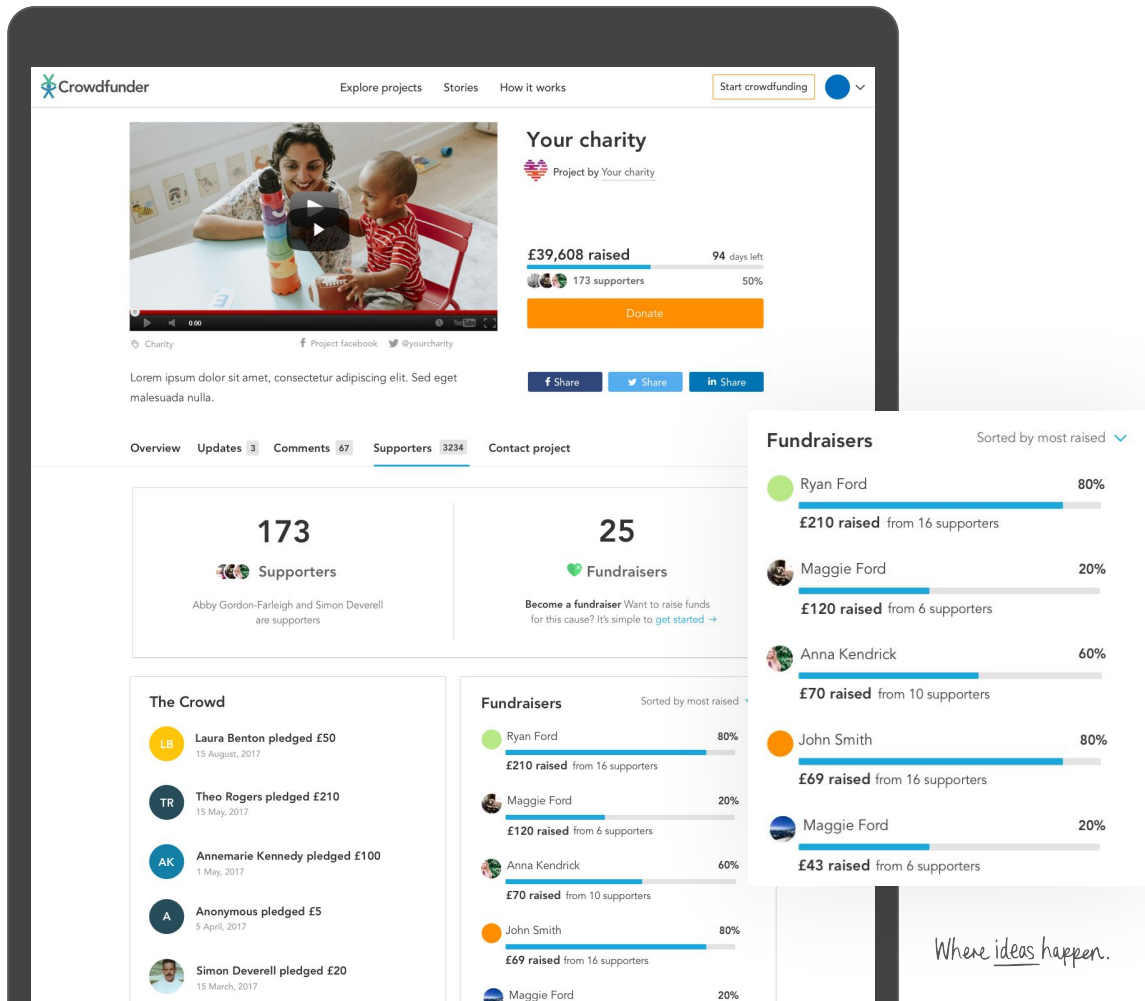 Crowdfunder
Explore projects Stories How it works
Start crowdfunding
Your charity
Project by Your charity
£39,608 raised 94 days left
173 supporters 50%
Donate
0:00
Charity Project facebook @yourcharity
Lorem ipsum dolor sit amet, consectetur adipiscing elit. Sed eget
malesuada nulla.
Share Share Share
Overview Updates 3 Comments 67 Supporters 3234 Contact project
173
Supporters
Abby Gordon-Farleigh and Simon Deverell
are supporters
25
Fundraisers
Become a fundraiser Want to raise funds
for this cause? It's simple to get started →
The Crowd
LB
Laura Benton pledged £50
15 August, 2017
TR
Theo Rogers pledged £210
15 May, 2017
AK
Annemarie Kennedy pledged £100
1 May, 2017
A
Anonymous pledged £5
5 April, 2017
Simon Deverell pledged £20
15 March, 2017
Fundraisers Sorted by most raised
Ryan Ford 80%
£210 raised from 16 supporters
Maggie Ford 20%
£120 raised from 6 supporters
Anna Kendrick 60%
£70 raised from 10 supporters
John Smith 80%
£69 raised from 16 supporters
Maggie Ford 20%
Fundraisers Sorted by most raised
Ryan Ford 80%
£210 raised from 16 supporters
Maggie Ford 20%
£120 raised from 6 supporters
Anna Kendrick 60%
£70 raised from 10 supporters
John Smith 80%
£69 raised from 16 supporters
Maggie Ford 20%
£43 raised from 6 supporters
Where ideas happen.